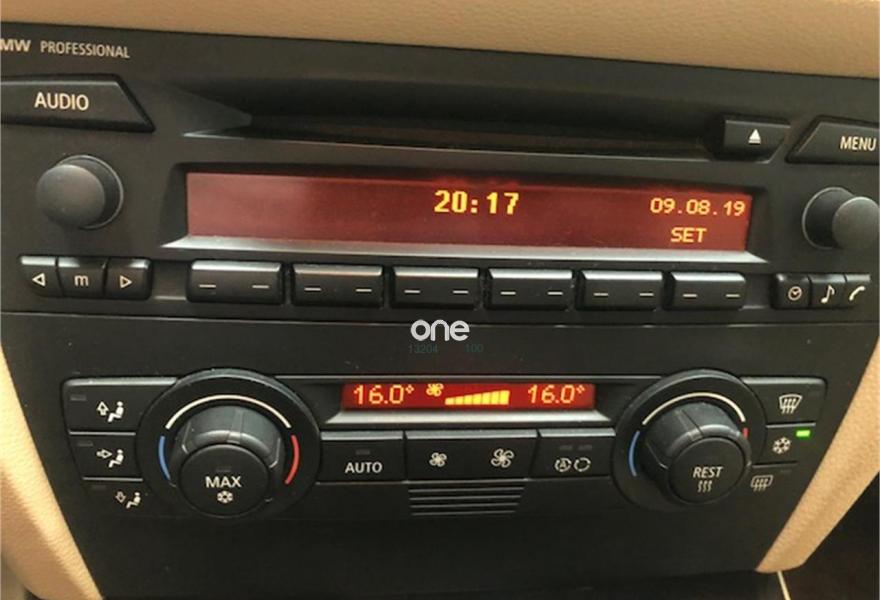 MW PROFESSIONAL
AUDIO
MENU
20:17
09.08.19
SET
m
one
13204 100
16.0°
16.0°
MAX
AUTO
A
REST